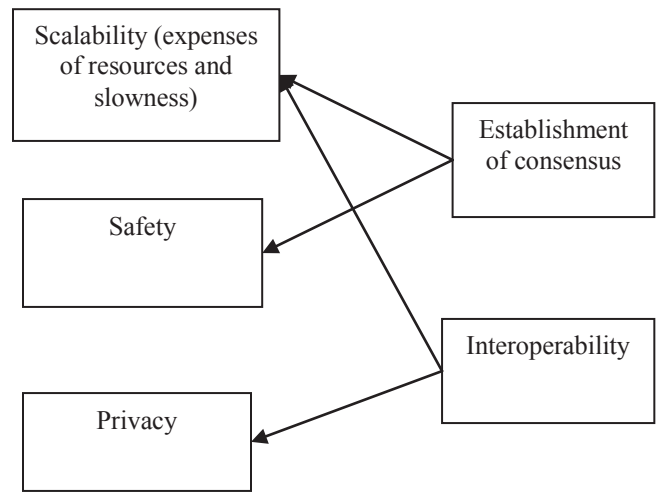 Scalability (expenses
of resources and
slowness)
Establishment
of consensus
Safety
Interoperability
Privacy